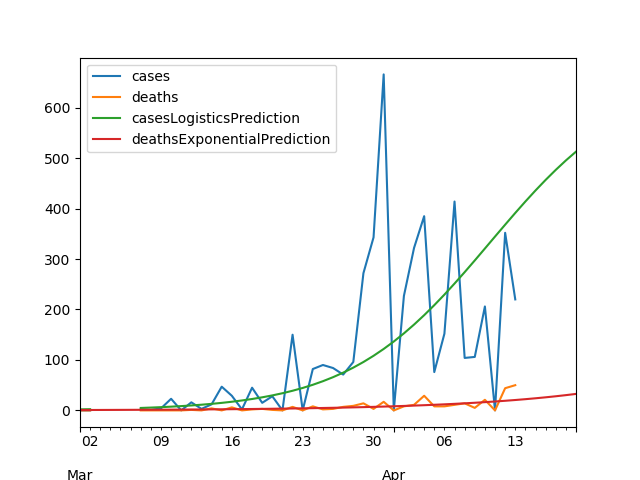 cases
deaths
casesLogisticsPrediction
deathsExponentialPrediction
600
500
400
300
200
100
0
02 09 16 23 30 06 13
Mar Apr